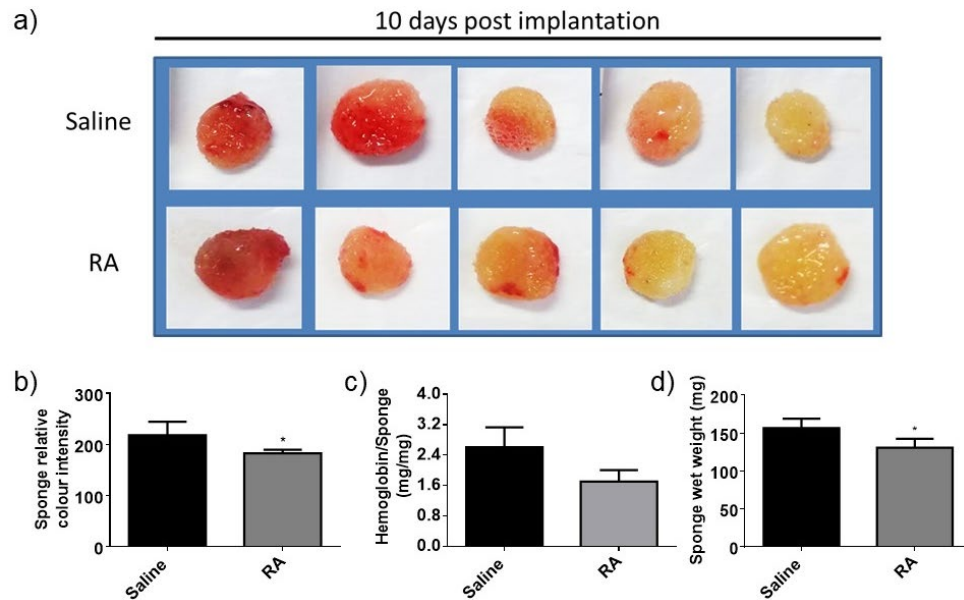 a)
10 days post implantation
Saline
RA
b)
Sponge relative
colour intensity
300
200
100
0
*
Saline
RA
c)
Hemoglobin/Sponge
(mg/mg)
4.0
3.2
2.4
1.6
0.8
0.0
Saline
RA
d)
Sponge wet weight (mg)
200
150
100
50
0
*
Saline
RA